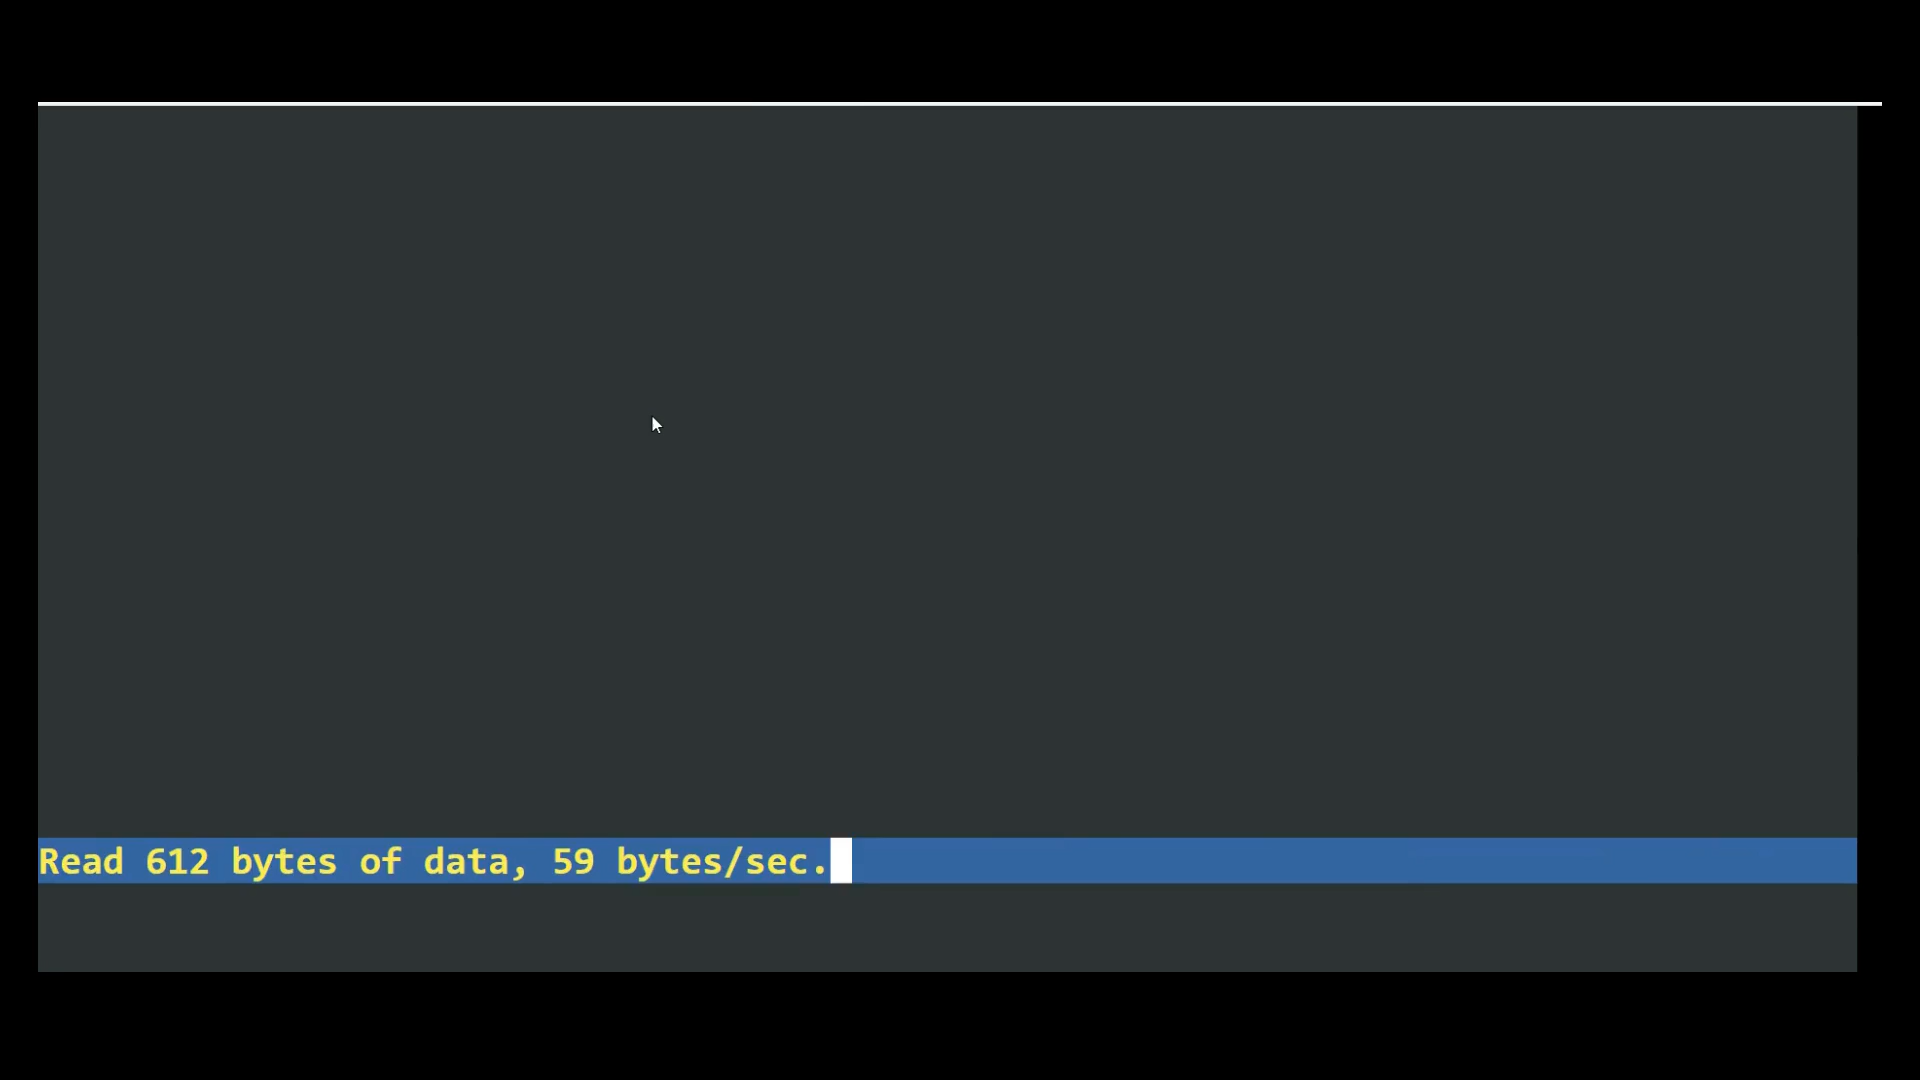 Read 612 bytes of data, 59 bytes/sec.